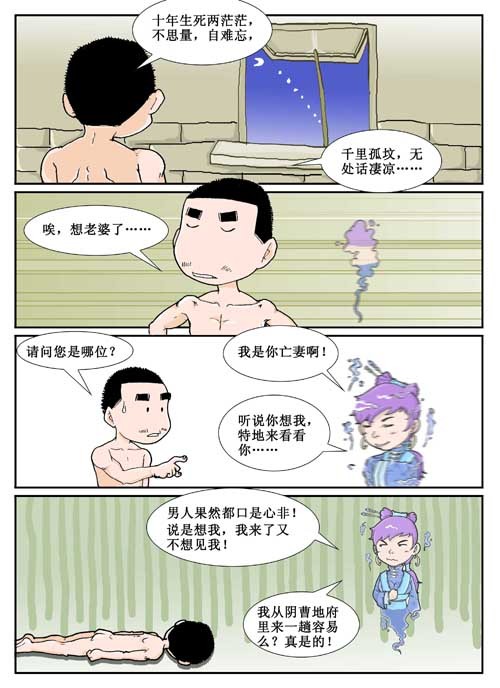 十年生死两茫茫，
不思量，自难忘，
千里孤坟，无
处话凄凉……
唉，想老婆了……
请问您是哪位？
我是你亡妻啊！
听说你想我，
特地来看看
你……
男人果然都口是心非！
说是想我，我来了又
不想见我！
我从阴曹地府
里来一趟容易
么？真是的！